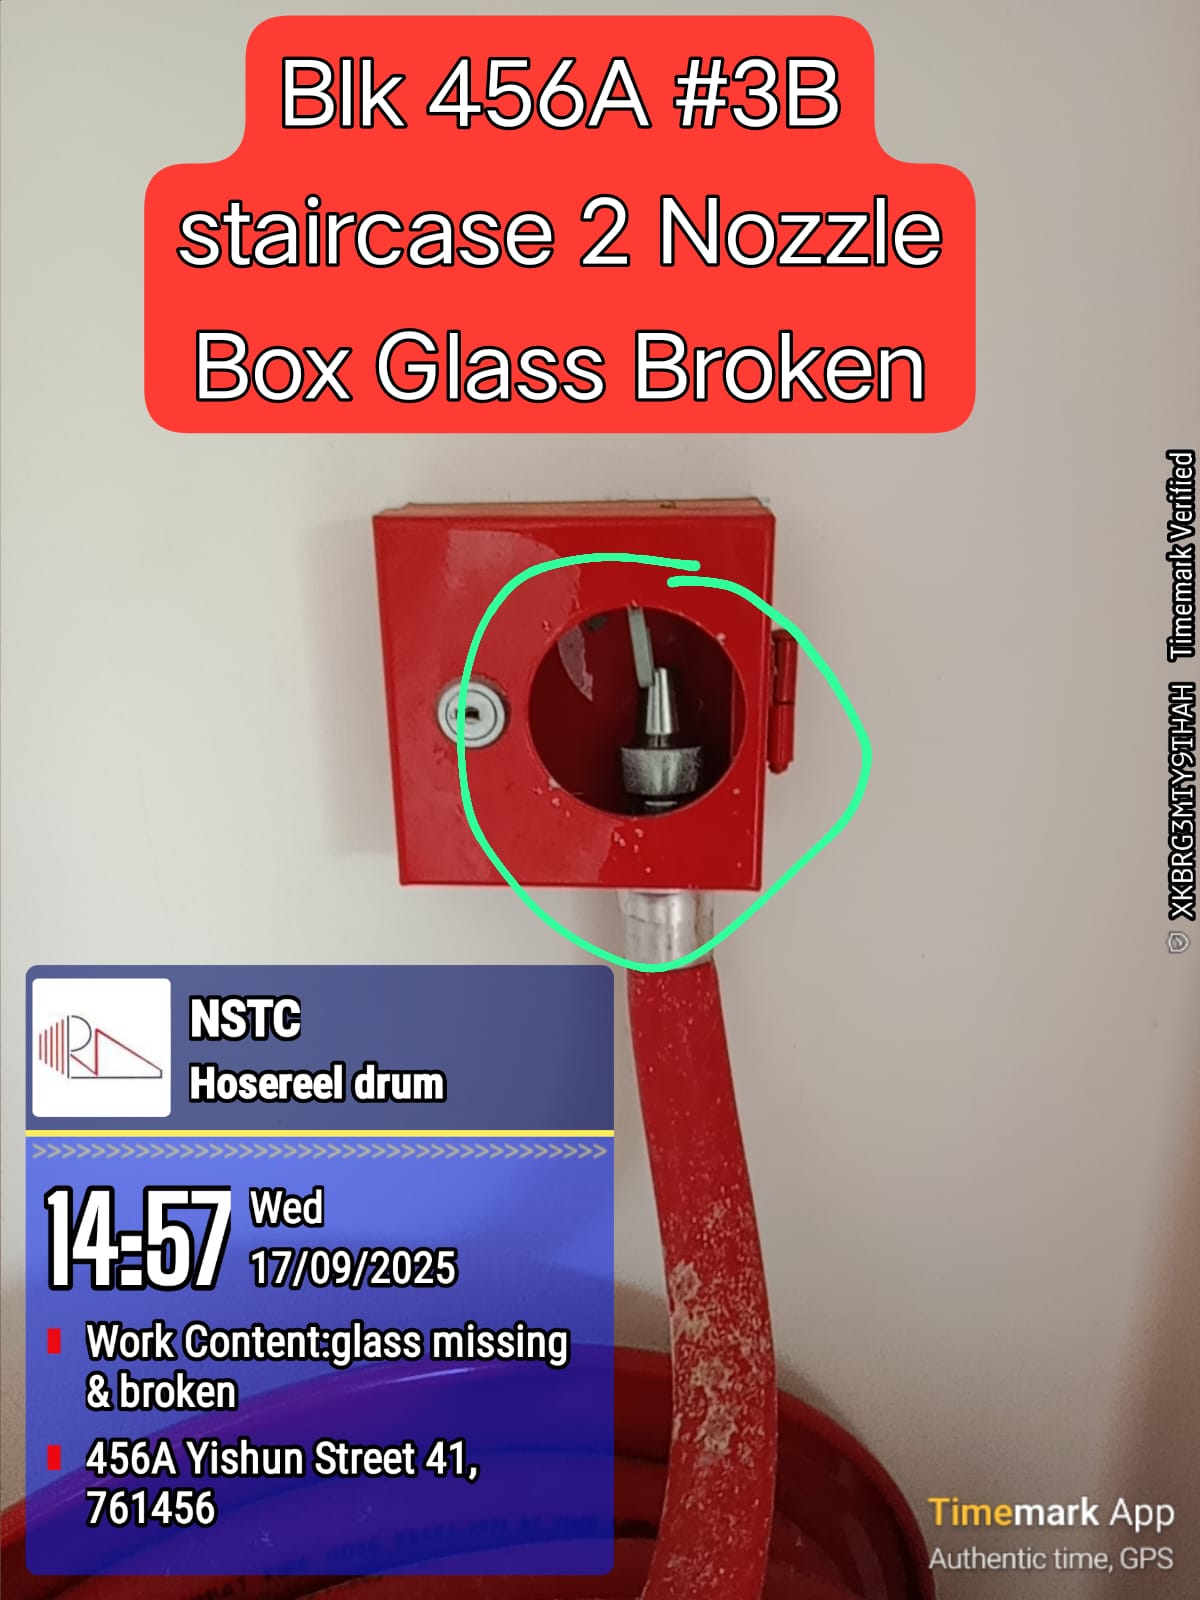 Blk 456A #3B
staircase 2 Nozzle
Box Glass Broken
XKBRG3MIY9THAH Timemark Verified
NSTC
Hosereel drum
14:57
Wed
17/09/2025
Work Content:glass missing
& broken
456A Yishun Street 41,
761456
Timemark App
Authentic time, GPS